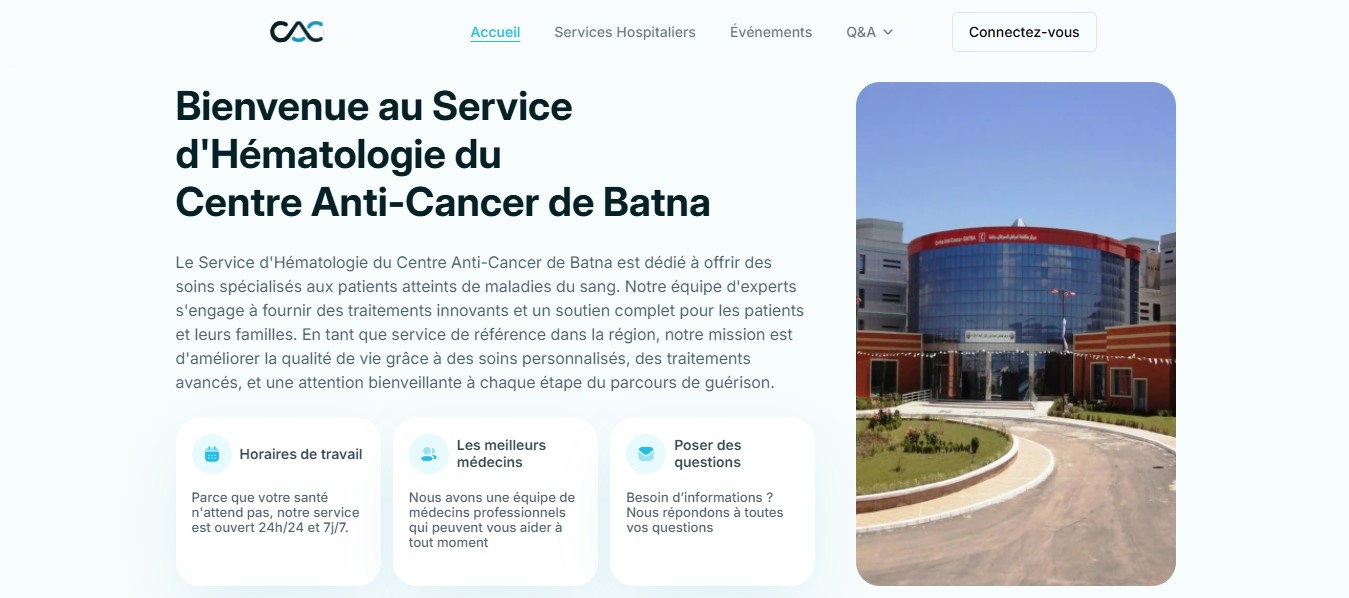 CAC
Accueil
Services Hospitaliers
Événements
Q&A
Connectez-vous
Bienvenue au Service
d'Hématologie du
Centre Anti-Cancer de Batna
Le Service d'Hématologie du Centre Anti-Cancer de Batna est dédié à offrir des
soins spécialisés aux patients atteints de maladies du sang. Notre équipe d'experts
s'engage à fournir des traitements innovants et un soutien complet pour les patients
et leurs familles. En tant que service de référence dans la région, notre mission est
d'améliorer la qualité de vie grâce à des soins personnalisés, des traitements
avancés, et une attention bienveillante à chaque étape du parcours de guérison.
Horaires de travail
Parce que votre santé
n'attend pas, notre service
est ouvert 24h/24 et 7j/7.
Les meilleurs
médecins
Nous avons une équipe de
médecins professionnels
qui peuvent vous aider à
tout moment
Poser des
questions
Besoin d’informations ?
Nous répondons à toutes
vos questions